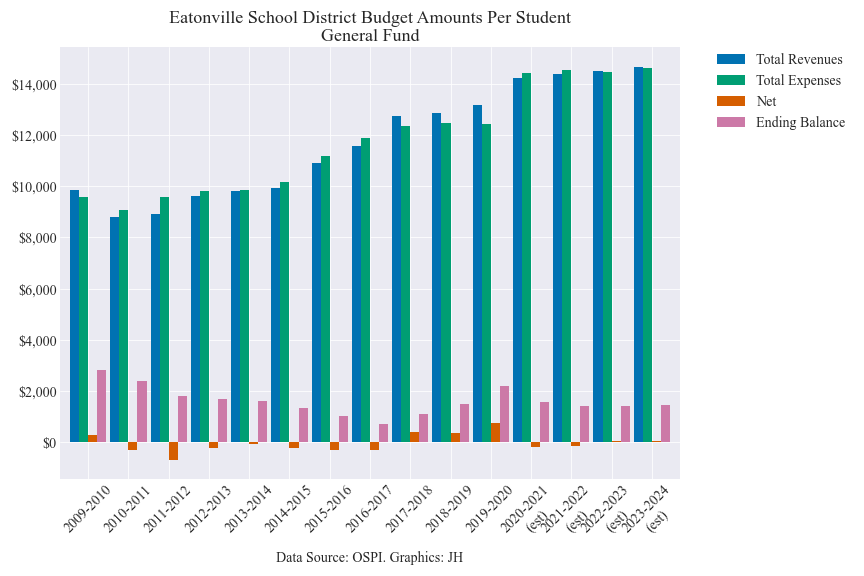 Eatonville School District Budget Amounts Per Student
General Fund
Total Revenues
Total Expenses
Net
Ending Balance
$14,000
$12,000
$10,000
$8,000
$6,000
$4,000
$2,000
$0
2009-2010
2010-2011
2011-2012
2012-2013
2013-2014
2014-2015
2015-2016
2016-2017
2017-2018
2018-2019
2019-2020
2020-2021
(est)
2021-2022
(est)
2022-2023
(est)
2023-2024
(est)
Data Source: OSPI. Graphics: JH